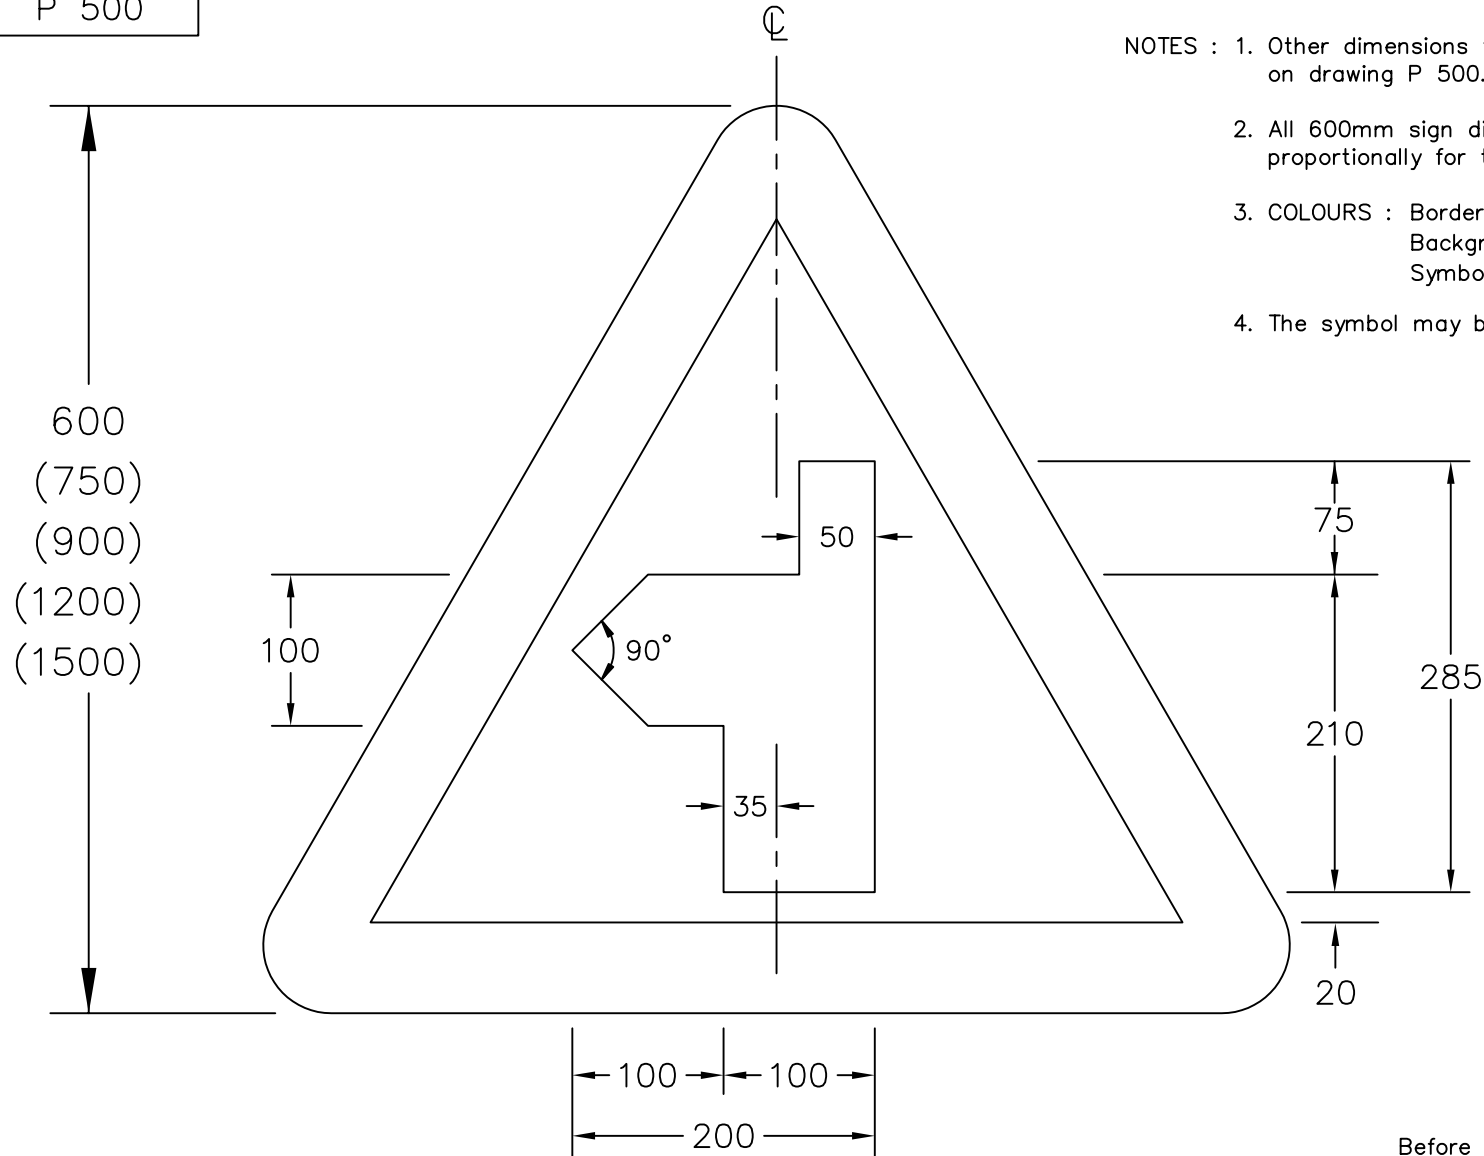 P 500
℄
NOTES : 1. Other dimensions
on drawing P 500.
2. All 600mm sign
proportionally for
3. COLOURS : Border
4. The symbol may
600
(750)
(900)
(1200)
(1500)
75
50
100
90°
285
210
35
20
100
100
200
Before